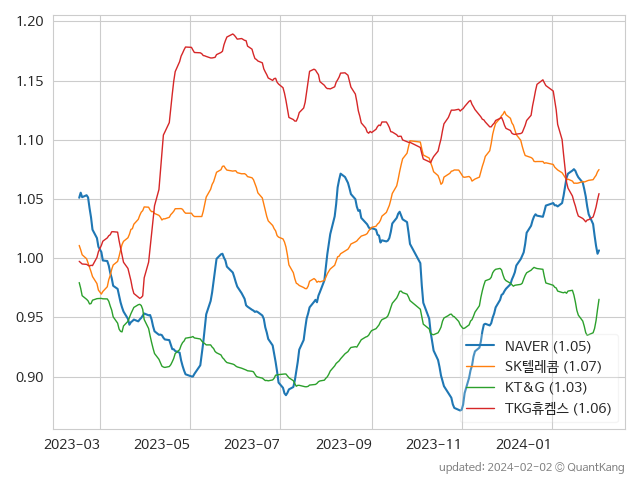 1.20
1.15
1.10
1.05
1.00
0.95
0.90
NAVER (1.05)
SK텔레콤 (1.07)
KT&G (1.03)
TKG휴켐스 (1.06)
2023-03 2023-05 2023-07 2023-09 2023-11 2024-01
updated: 2024-02-02 © QuantKang